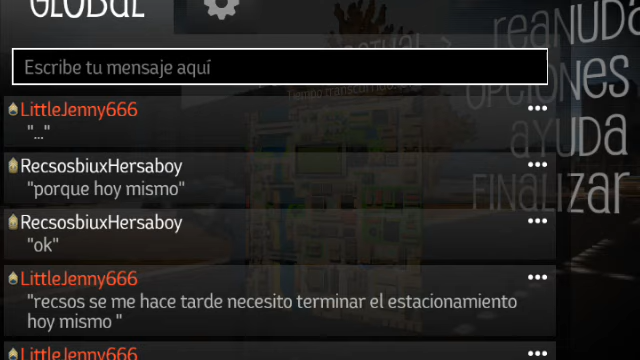 GLOBAL
REANUDA
Escribe tu mensaje aquí
OPCIONES
LittleJenny666
"..."
AYUDA
RecsosbiuxHersaboy
"porque hoy mismo"
FINALIZAR
RecsosbiuxHersaboy
"ok"
LittleJenny666
"recsos se me hace tarde necesito terminar el estacionamiento
hoy mismo "
LittleJenny666